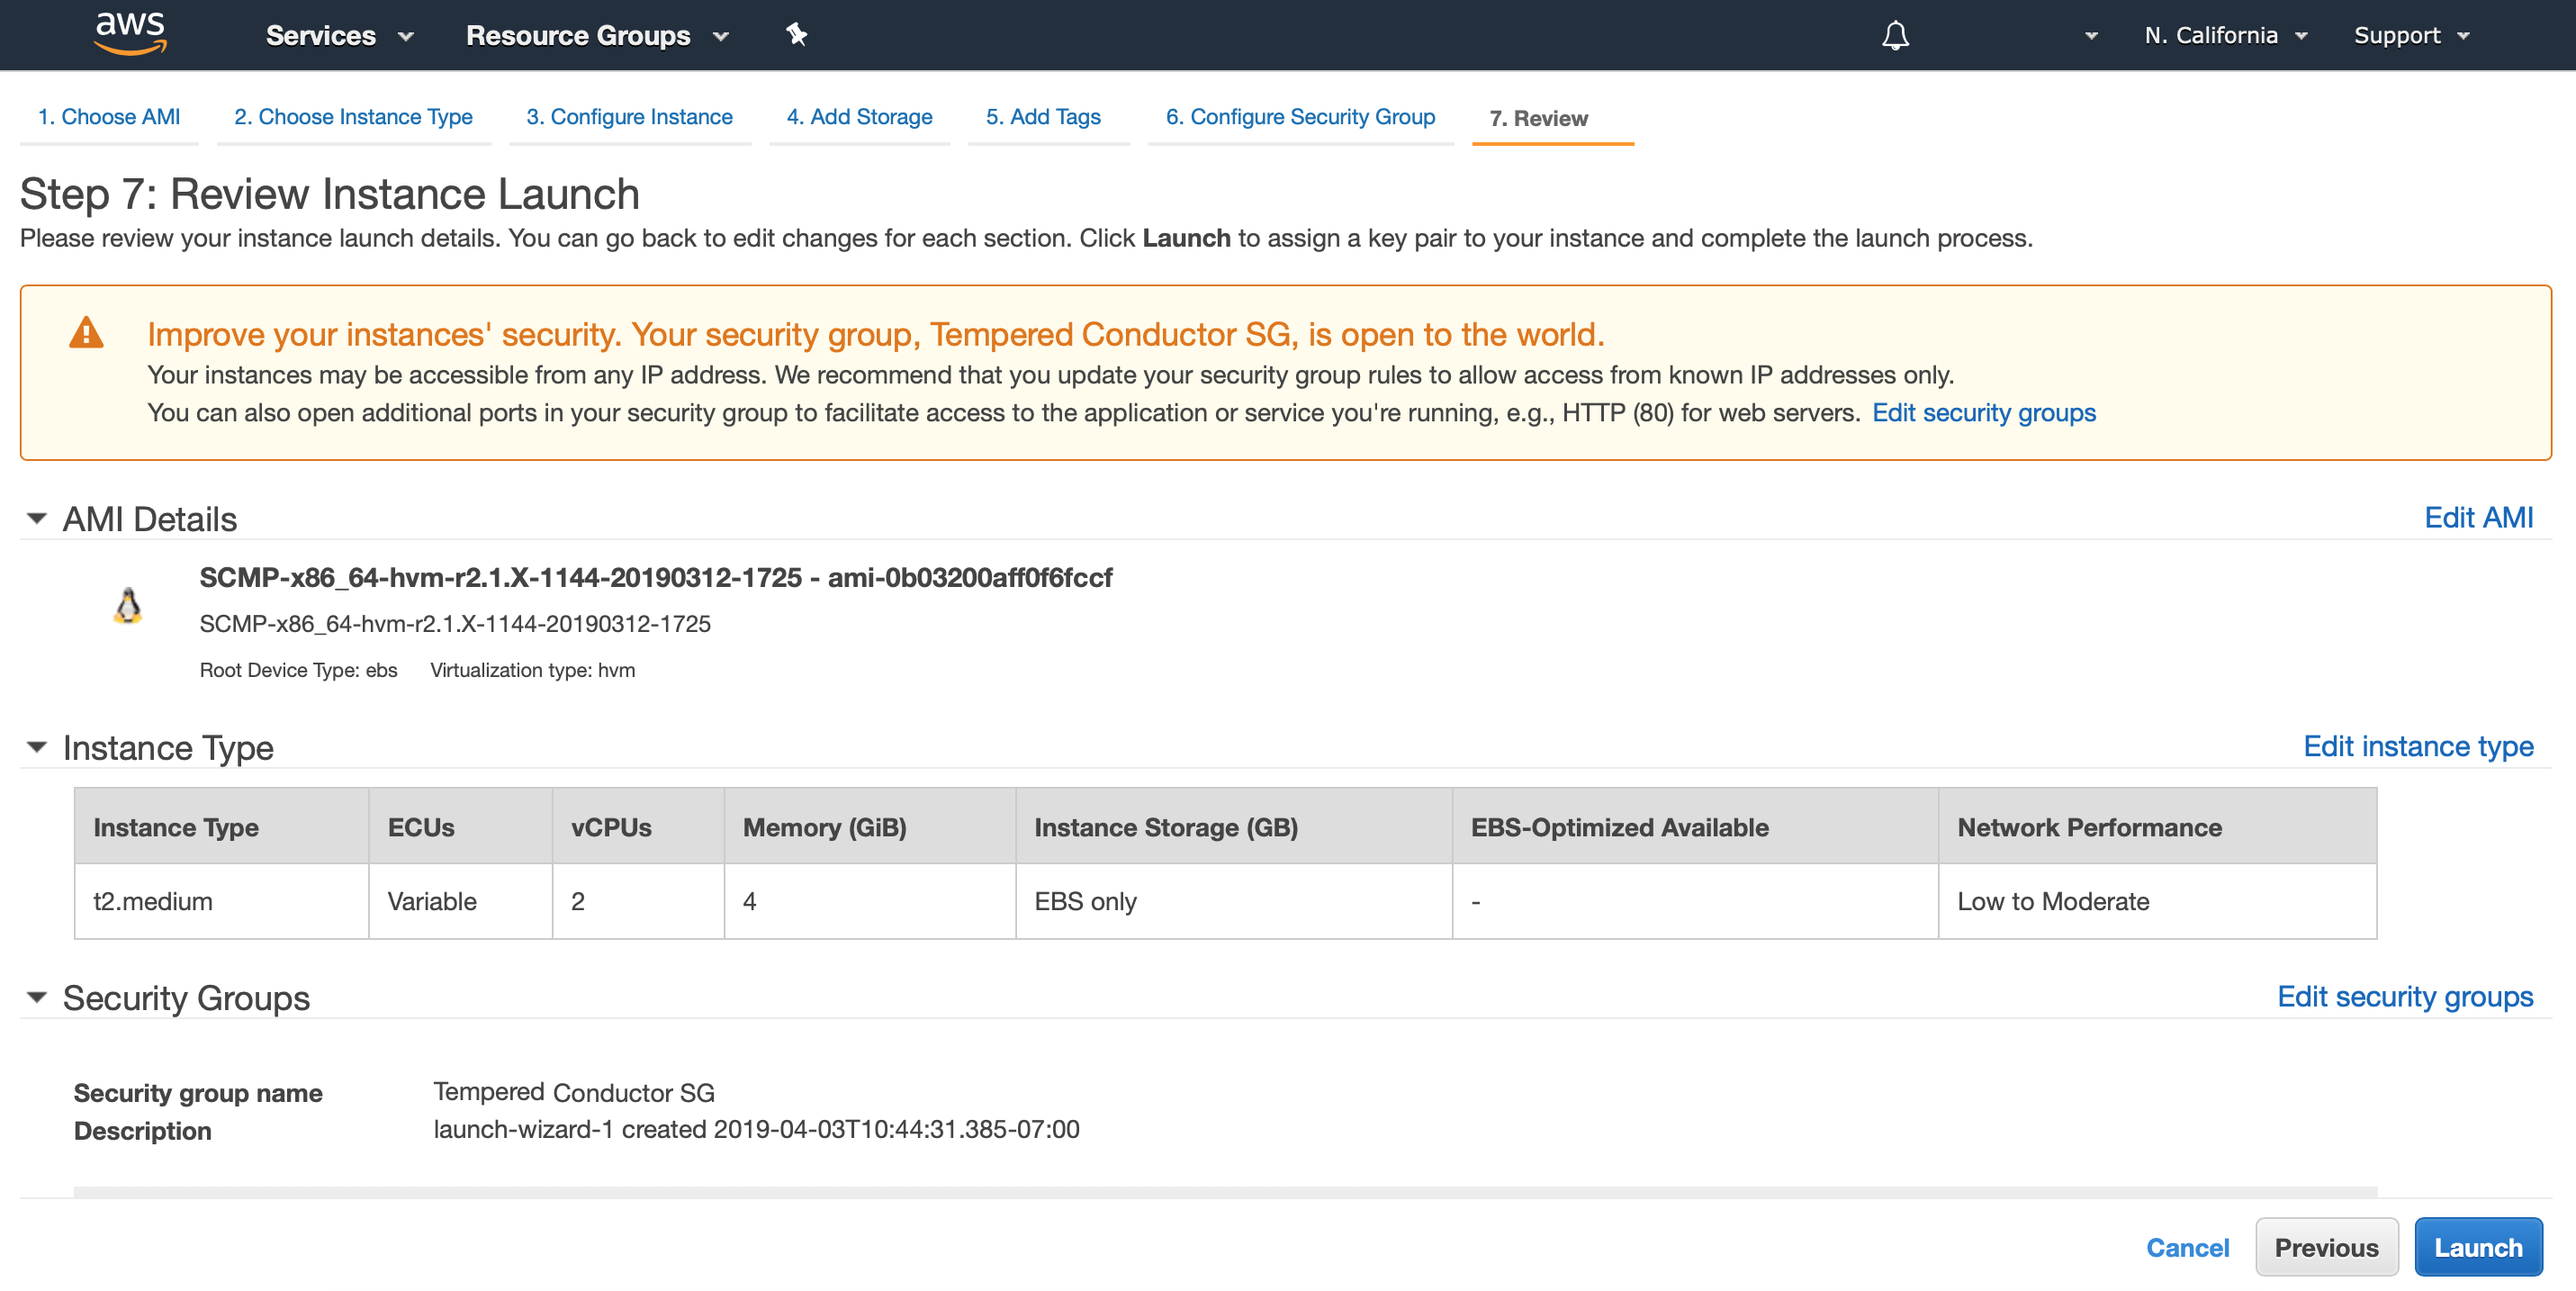 aws Services Resource Groups N. California Support
1. Choose AMI 2. Choose Instance Type 3. Configure Instance 4. Add Storage 5. Add Tags 6. Configure Security Group 7. Review
Step 7: Review Instance Launch
Please review your instance launch details. You can go back to edit changes for each section. Click Launch to assign a key pair to your instance and complete the launch process.
Improve your instances' security. Your security group, Tempered Conductor SG, is open to the world.
Your instances may be accessible from any IP address. We recommend that you update your security group rules to allow access from known IP addresses only.
You can also open additional ports in your security group to facilitate access to the application or service you're running, e.g., HTTP (80) for web servers. Edit security groups
AMI Details Edit AMI
SCMP-x86_64-hvm-r2.1.X-1144-20190312-1725 - ami-0b03200aff0f6fccf
SCMP-x86_64-hvm-r2.1.X-1144-20190312-1725
Root Device Type: ebs Virtualization type: hvm
Instance Type Edit instance type
Instance Type ECUs vCPUs Memory (GiB) Instance Storage (GB) EBS-Optimized Available Network Performance
t2.medium Variable 2 4 EBS only - Low to Moderate
Security Groups Edit security groups
Security group name Tempered Conductor SG
Description launch-wizard-1 created 2019-04-03T10:44:31.385-07:00
Cancel Previous Launch